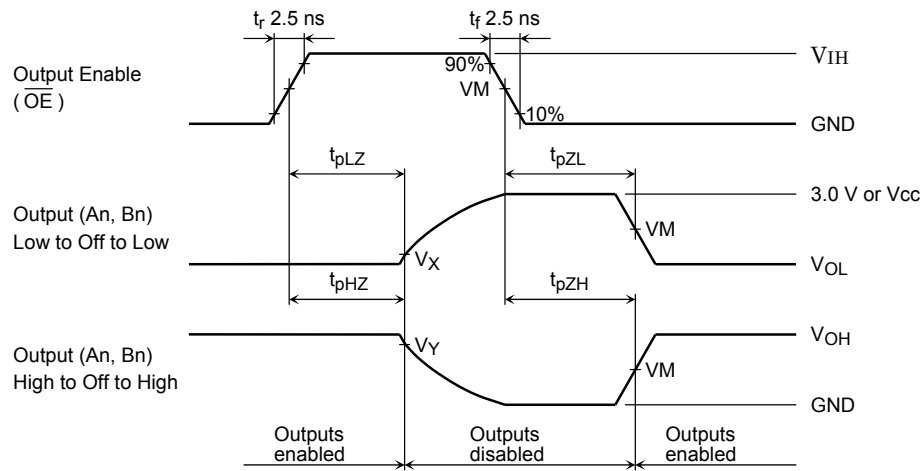 tr 2.5 ns
tf 2.5 ns
Output Enable
( OE )
90%
VM
10%
VIH
GND
tpLZ
tpZL
3.0 V or Vcc
Output (An, Bn)
Low to Off to Low
VX
VM
VOL
tpHZ
tpZH
VOH
Output (An, Bn)
High to Off to High
VY
VM
GND
Outputs
enabled
Outputs
disabled
Outputs
enabled